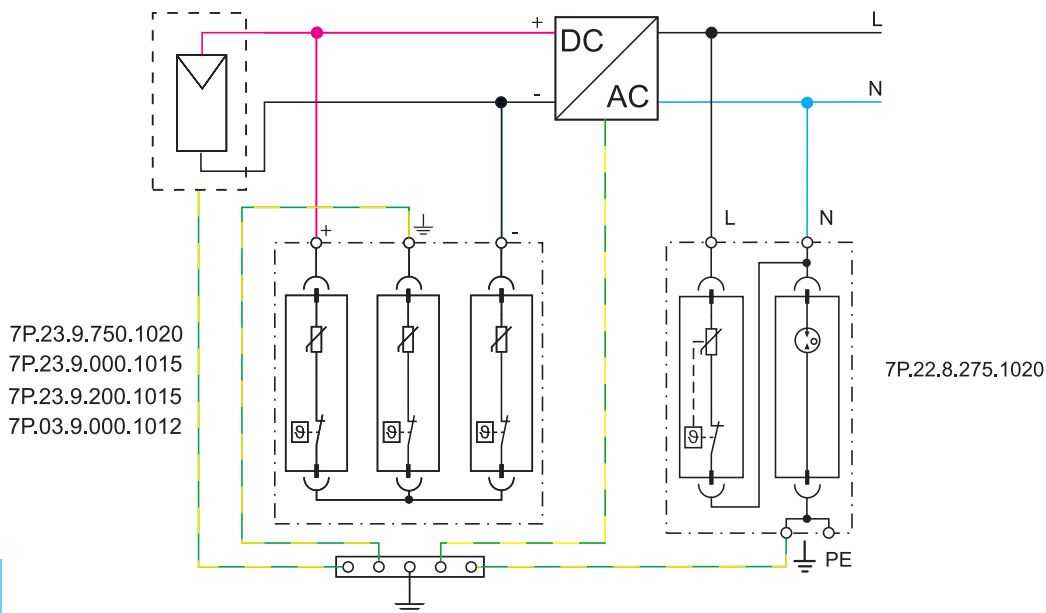 +
L
DC
-
AC
N
L
N
+
-
7P.23.9.750.1020
7P.23.9.000.1015
7P.23.9.200.1015
7P.03.9.000.1012
7P.22.8.275.1020
ϑ
ϑ
ϑ
ϑ
PE